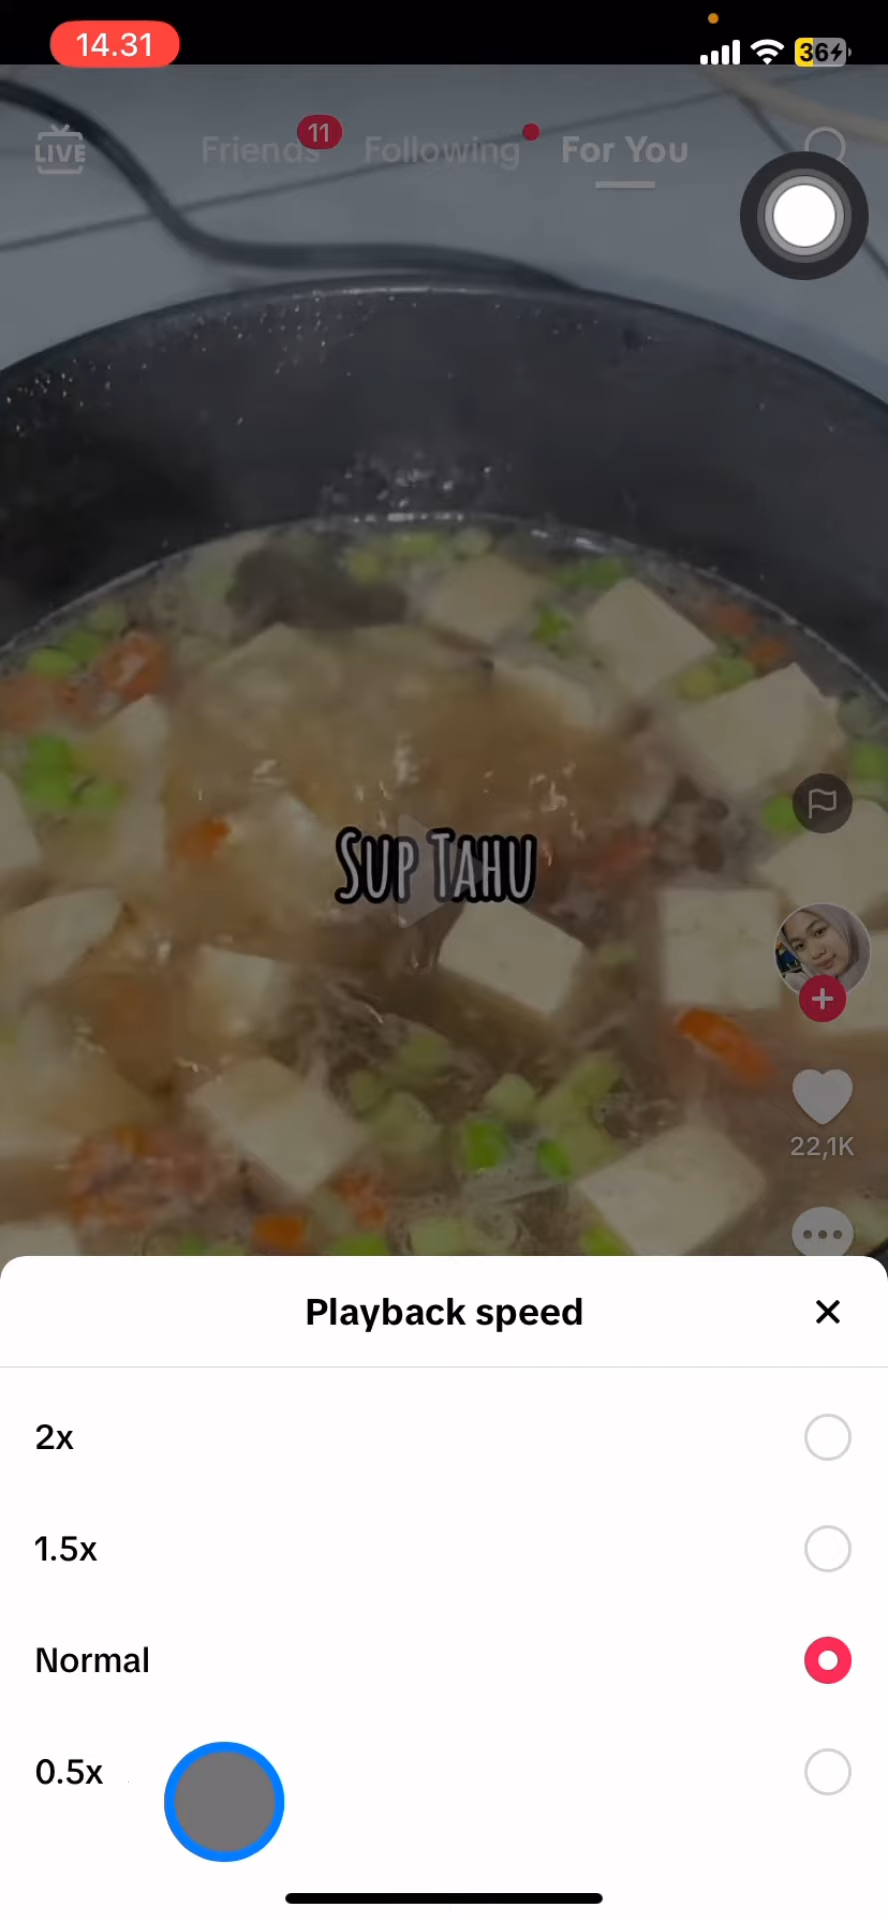 14.31
36
LIVE
Friends 11
Following
For You
SUP TAHU
22,1K
Playback speed
2x
1.5x
Normal
0.5x